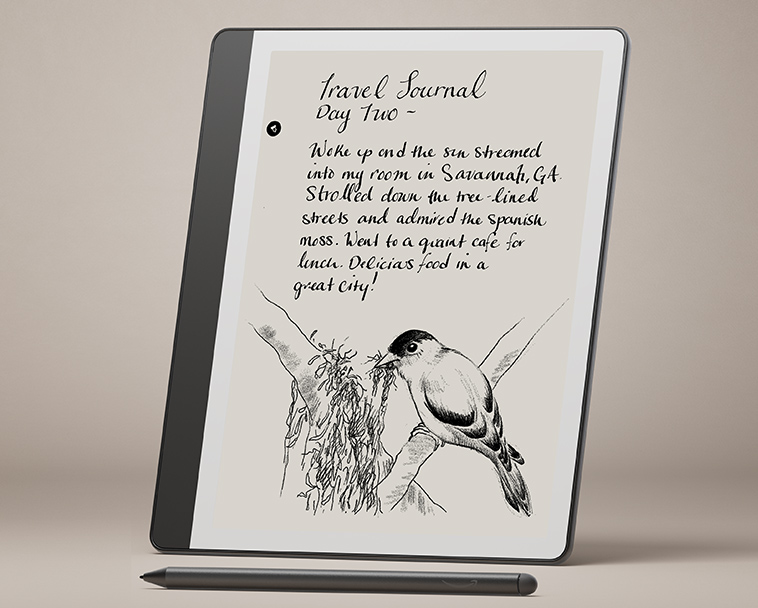 Travel Journal
Day Two ~
Woke up and the sun streamed
into my room in Savannah, GA.
Strolled down the tree-lined
streets and admired the Spanish
moss. Went to a quaint cafe for
lunch. Delicious food in a
great city!